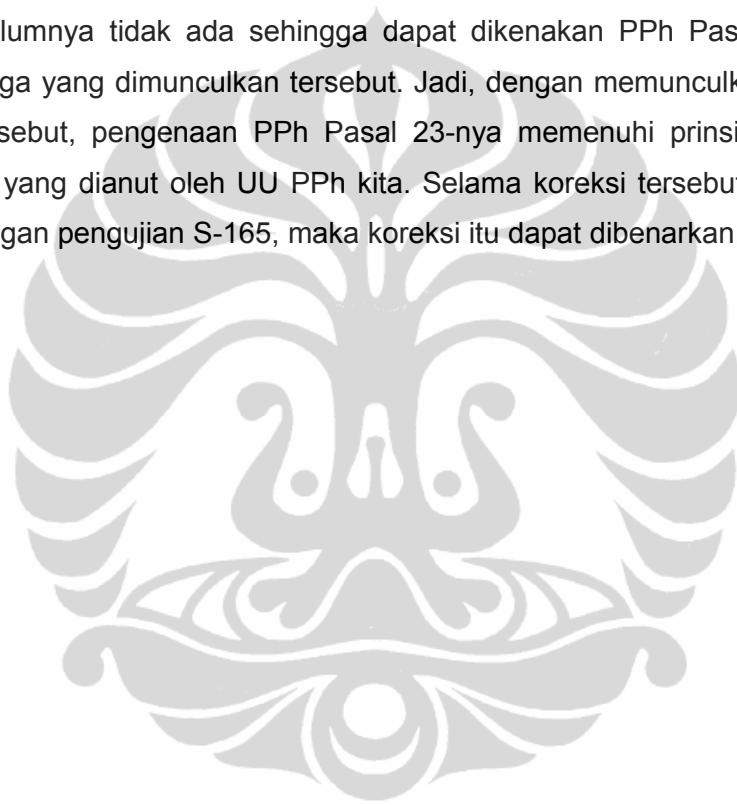 lumnya tidak ada sehingga dapat dikenakan PPh Pas
ga yang dimunculkan tersebut. Jadi, dengan memunculk
sebut, pengenaan PPh Pasal 23-nya memenuhi prinsi
yang dianut oleh UU PPh kita. Selama koreksi tersebut
gan pengujian S-165, maka koreksi itu dapat dibenarkan